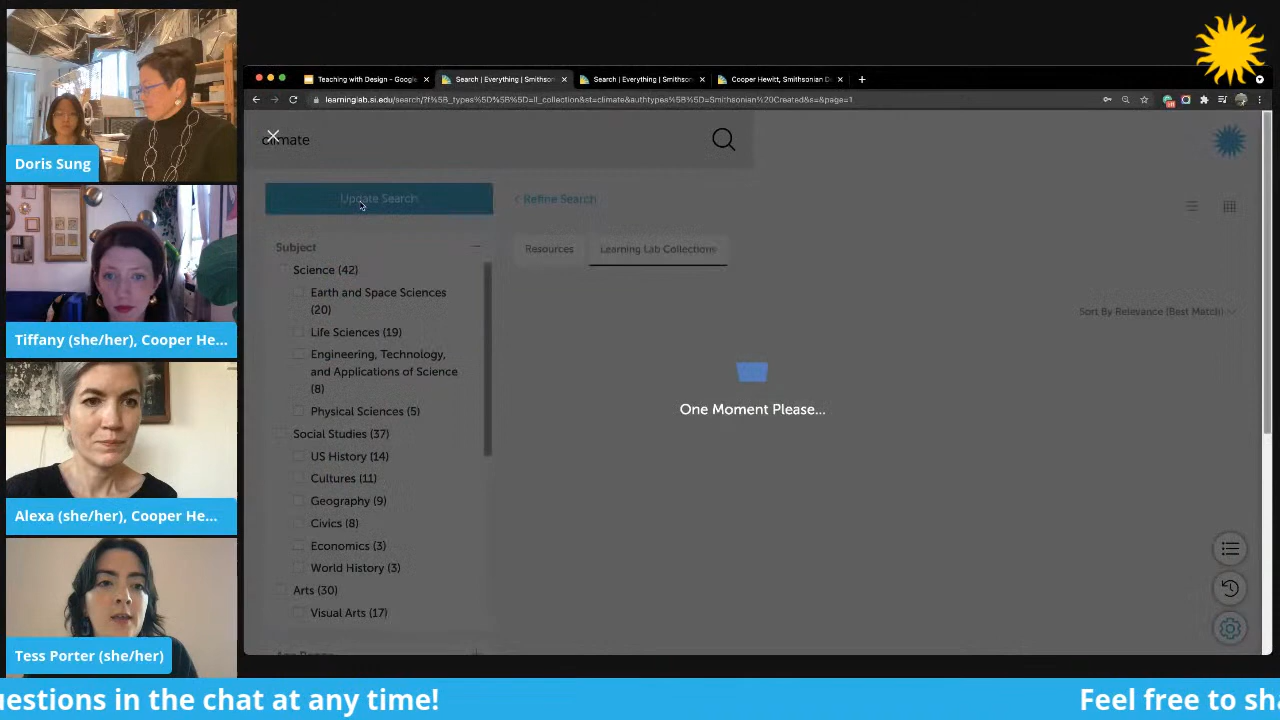 Doris Sung
Tiffany (she/her), Cooper He...
Alexa (she/her), Cooper He...
Tess Porter (she/her)
Teaching with Design - Google
Search | Everything | Smithson
Search | Everything | Smithson
Cooper Hewitt, Smithsonian D
learninglab.si.edu/search/?f%5B_types%5D%5B%5D=ll_collection&st=climate&authtypes%5B%5D=Smithsonian%20Created&s=&page=1
climate
Update Search
Refine Search
Subject
Resources
Learning Lab Collections
Science (42)
Earth and Space Sciences
(20)
Life Sciences (19)
Engineering, Technology,
and Applications of Science
(8)
Physical Sciences (5)
Social Studies (37)
US History (14)
Cultures (11)
Geography (9)
Civics (8)
Economics (3)
World History (3)
Arts (30)
Visual Arts (17)
Sort By Relevance (Best Match)
One Moment Please...
uestions in the chat at any time!
Feel free to sha